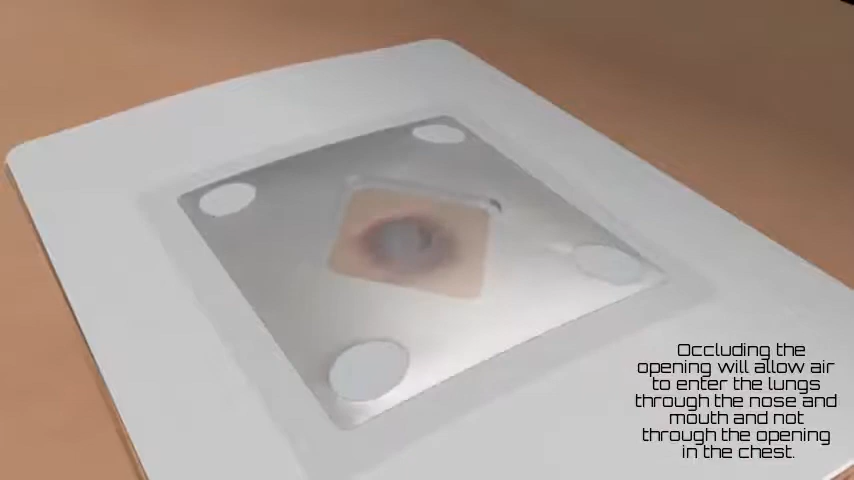 Occluding the
opening will allow air
to enter the lungs
through the nose and
mouth and not
through the opening
in the chest.